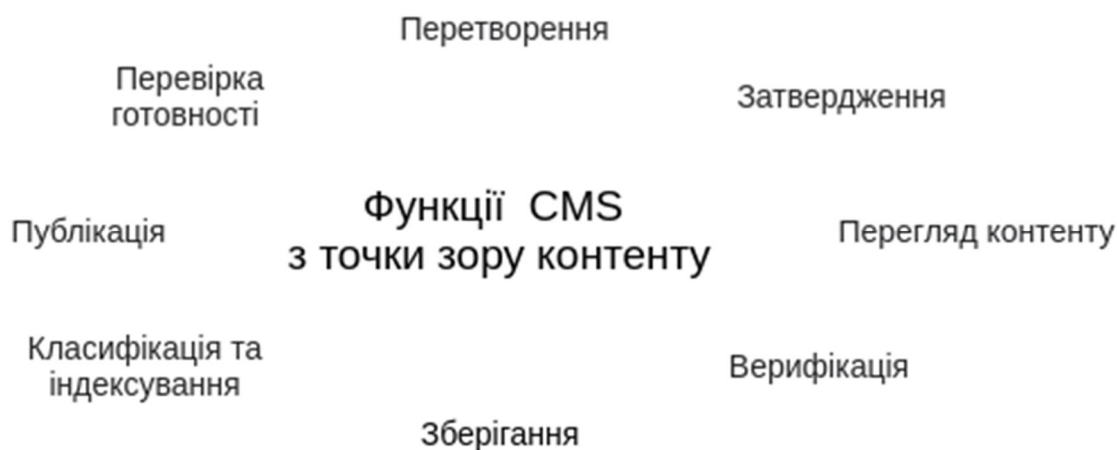 Перетворення
Перевірка
готовності
Затвердження
Функції CMS
з точки зору контенту
Публікація
Перегляд контенту
Класифікація та
індексування
Верифікація
Зберігання